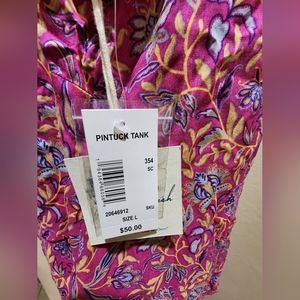 PINTUCK TANK
354
SC
20646912
SKU
SIZE L
$50.00